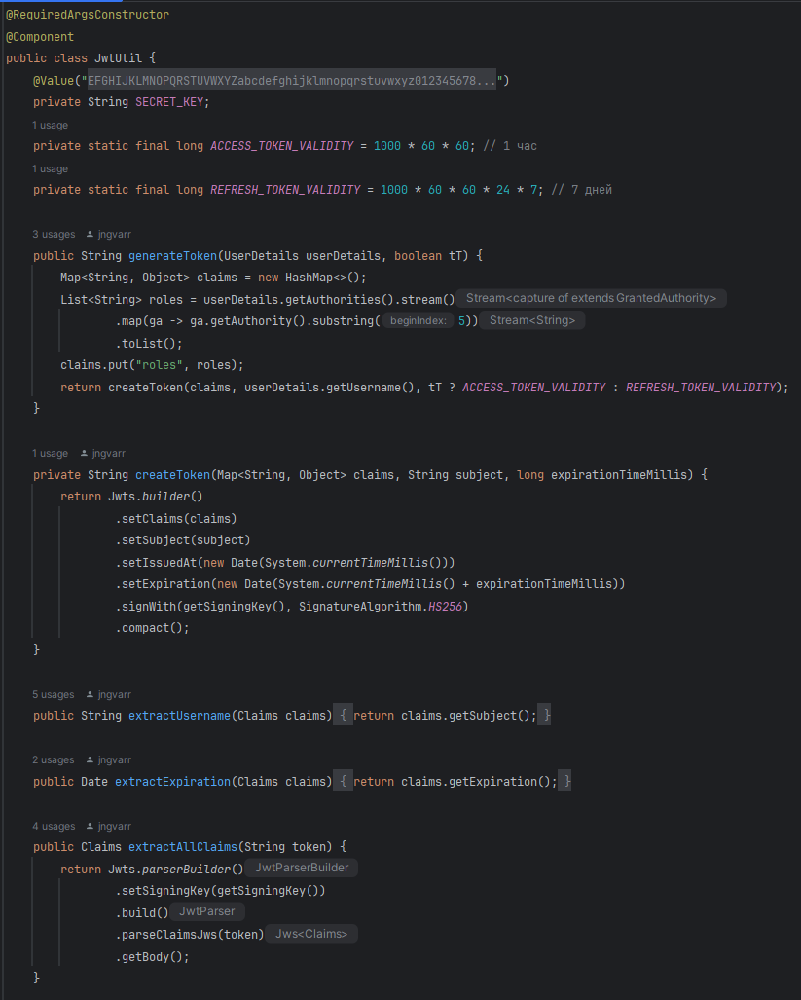 @RequiredArgsConstructor
@Component
public class JwtUtil {
@Value("EFGHIJKLMNOPQRSTUVWXYZabcdefghijklmnopqrstuvwxyz012345678...")
private String SECRET_KEY;
1 usage
private static final long ACCESS_TOKEN_VALIDITY = 1000 * 60 * 60; // 1 час
1 usage
private static final long REFRESH_TOKEN_VALIDITY = 1000 * 60 * 60 * 24 * 7; // 7 дней
3 usages jngvarr
public String generateToken(UserDetails userDetails, boolean tT) {
Map<String, Object> claims = new HashMap<>();
List<String> roles = userDetails.getAuthorities().stream() Stream<capture of extends GrantedAuthority>
.map(ga -> ga.getAuthority().substring( beginIndex: 5)) Stream<String>
.toList();
claims.put("roles", roles);
return createToken(claims, userDetails.getUsername(), tT ? ACCESS_TOKEN_VALIDITY : REFRESH_TOKEN_VALIDITY);
}
1 usage jngvarr
private String createToken(Map<String, Object> claims, String subject, long expirationTimeMillis) {
return Jwts.builder()
.setClaims(claims)
.setSubject(subject)
.setIssuedAt(new Date(System.currentTimeMillis()))
.setExpiration(new Date(System.currentTimeMillis() + expirationTimeMillis))
.signWith(getSigningKey(), SignatureAlgorithm.HS256)
.compact();
}
5 usages jngvarr
public String extractUsername(Claims claims) { return claims.getSubject(); }
2 usages jngvarr
public Date extractExpiration(Claims claims) { return claims.getExpiration(); }
4 usages jngvarr
public Claims extractAllClaims(String token) {
return Jwts.parserBuilder() JwtParserBuilder
.setSigningKey(getSigningKey())
.build() JwtParser
.parseClaimsJws(token) Jws<Claims>
.getBody();
}